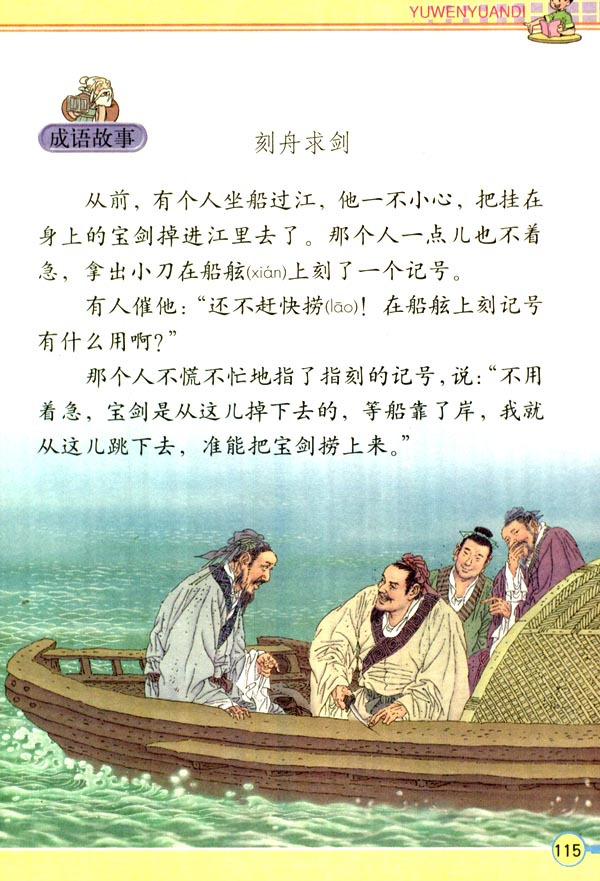 YUWENYUANDI
成语故事
刻舟求剑
从前，有个人坐船过江，他一不小心，把挂在
身上的宝剑掉进江里去了。那个人一点儿也不着
急，拿出小刀在船舷(xián)上刻了一个记号。
有人催他：“还不赶快捞(lāo)！在船舷上刻记号
有什么用啊？”
那个人不慌不忙地指了指刻的记号，说：“不用
着急，宝剑是从这儿掉下去的，等船靠了岸，我就
从这儿跳下去，准能把宝剑捞上来。”
115